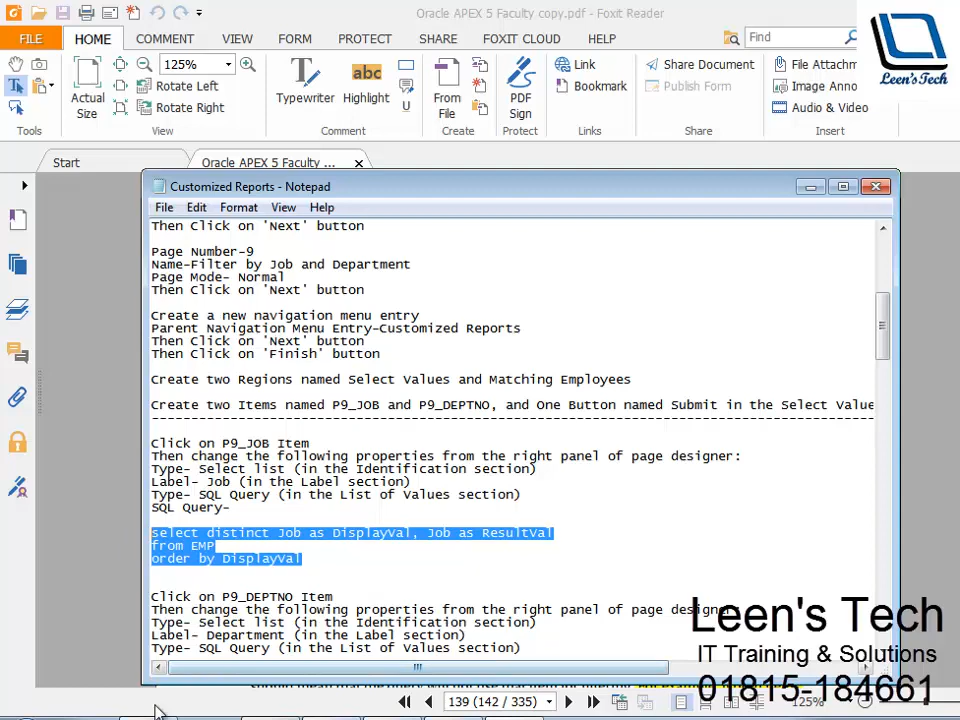 Oracle APEX 5 Faculty copy.pdf - Foxit Reader
FILE HOME COMMENT VIEW FORM PROTECT SHARE FOXIT CLOUD HELP Find
Leen'sTech
125%
Actual Size
Rotate Left
Rotate Right
Typewriter
abc
Highlight
U
From File
PDF Sign
Link
Bookmark
Share Document
Publish Form
File Attachm
Image Anno
Audio & Video
Tools View Comment Create Protect Links Share Insert
Start Oracle APEX 5 Faculty ...
Customized Reports - Notepad
File Edit Format View Help
Then Click on 'Next' button
Page Number-9
Name-Filter by Job and Department
Page Mode- Normal
Then Click on 'Next' button
Create a new navigation menu entry
Parent Navigation Menu Entry-Customized Reports
Then Click on 'Next' button
Then Click on 'Finish' button
Create two Regions named Select Values and Matching Employees
Create two Items named P9_JOB and P9_DEPTNO, and One Button named Submit in the Select Value
Click on P9_JOB Item
Then change the following properties from the right panel of page designer:
Type- Select list (in the Identification section)
Label- Job (in the Label section)
Type- SQL Query (in the List of Values section)
SQL Query-
select distinct Job as DisplayVal, Job as ResultVal
from EMP
order by DisplayVal
Click on P9_DEPTNO Item
Then change the following properties from the right panel of page designer:
Type- Select list (in the Identification section)
Label- Department (in the Label section)
Type- SQL Query (in the List of Values section)
Leen's Tech
IT Training & Solutions
01815-184661
139 (142 / 335)
125%